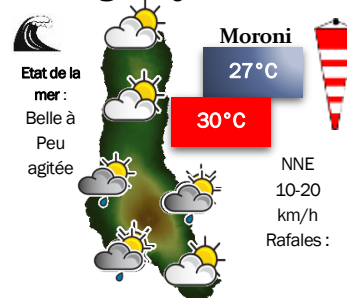 Moroni
27°C
30°C
Etat de la
mer :
Belle à
Peu
agitée
NNE
10-20
km/h
Rafales :